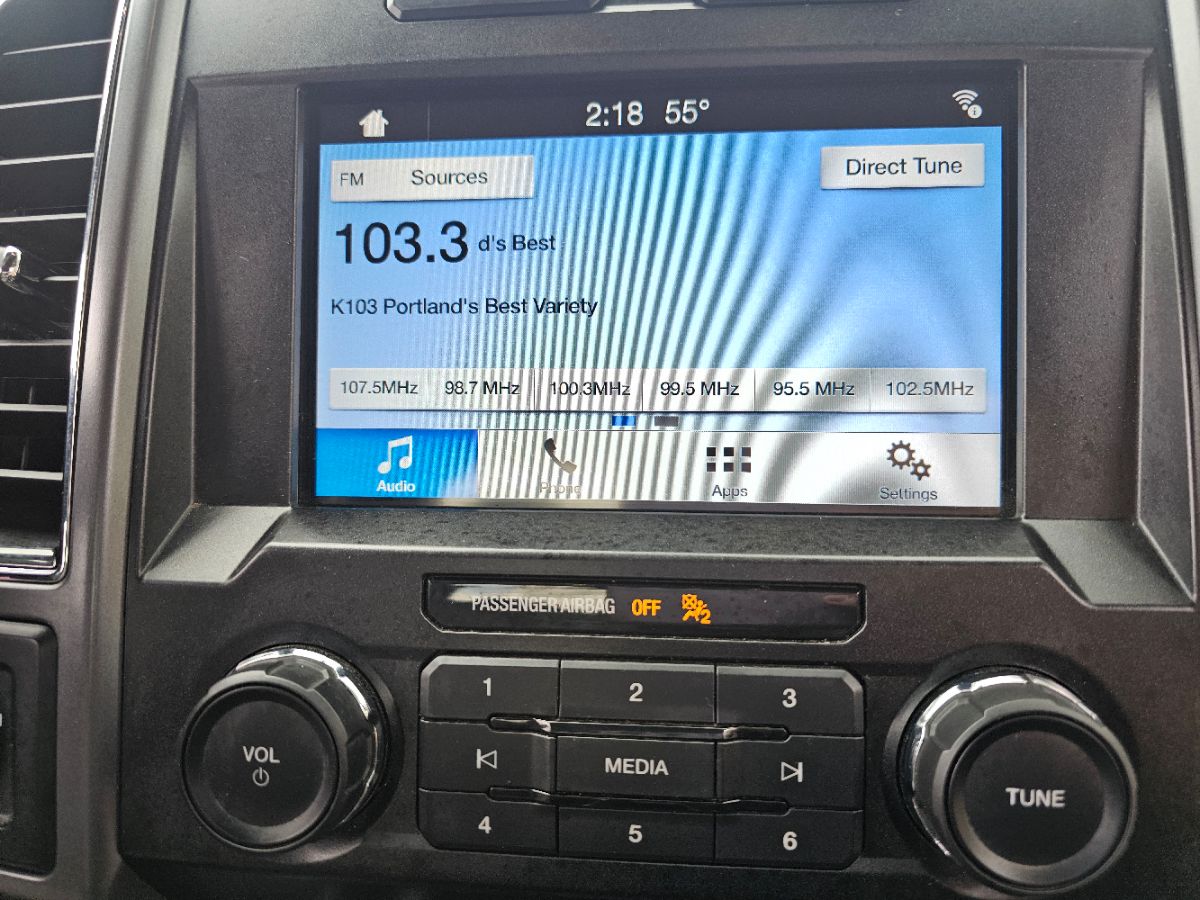 2:18 55°
FM Sources
Direct Tune
103.3 d's Best
K103 Portland's Best Variety
107.5MHz 98.7 MHz 100.3MHz 99.5 MHz 95.5 MHz 102.5MHz
Audio Phone Apps Settings
PASSENGER AIRBAG OFF 2
1 2 3
VOL MEDIA TUNE
4 5 6